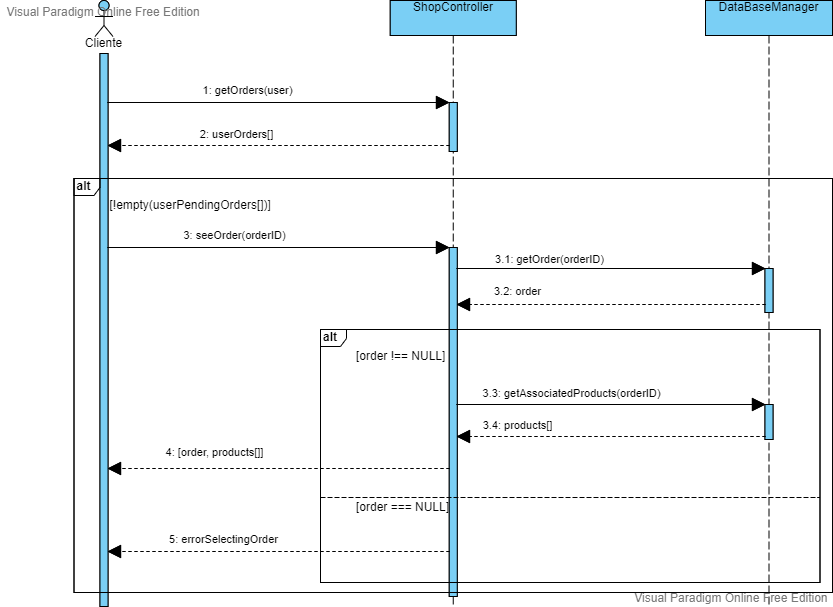 Visual Paradigm Online Free Edition
Cliente
ShopController
DataBaseManager
1: getOrders(user)
2: userOrders[]
alt
[!empty(userPendingOrders[])]
3: seeOrder(orderID)
3.1: getOrder(orderID)
3.2: order
alt
[order !== NULL]
3.3: getAssociatedProducts(orderID)
3.4: products[]
4: [order, products[]]
[order === NULL]
5: errorSelectingOrder
Visual Paradigm Online Free Edition